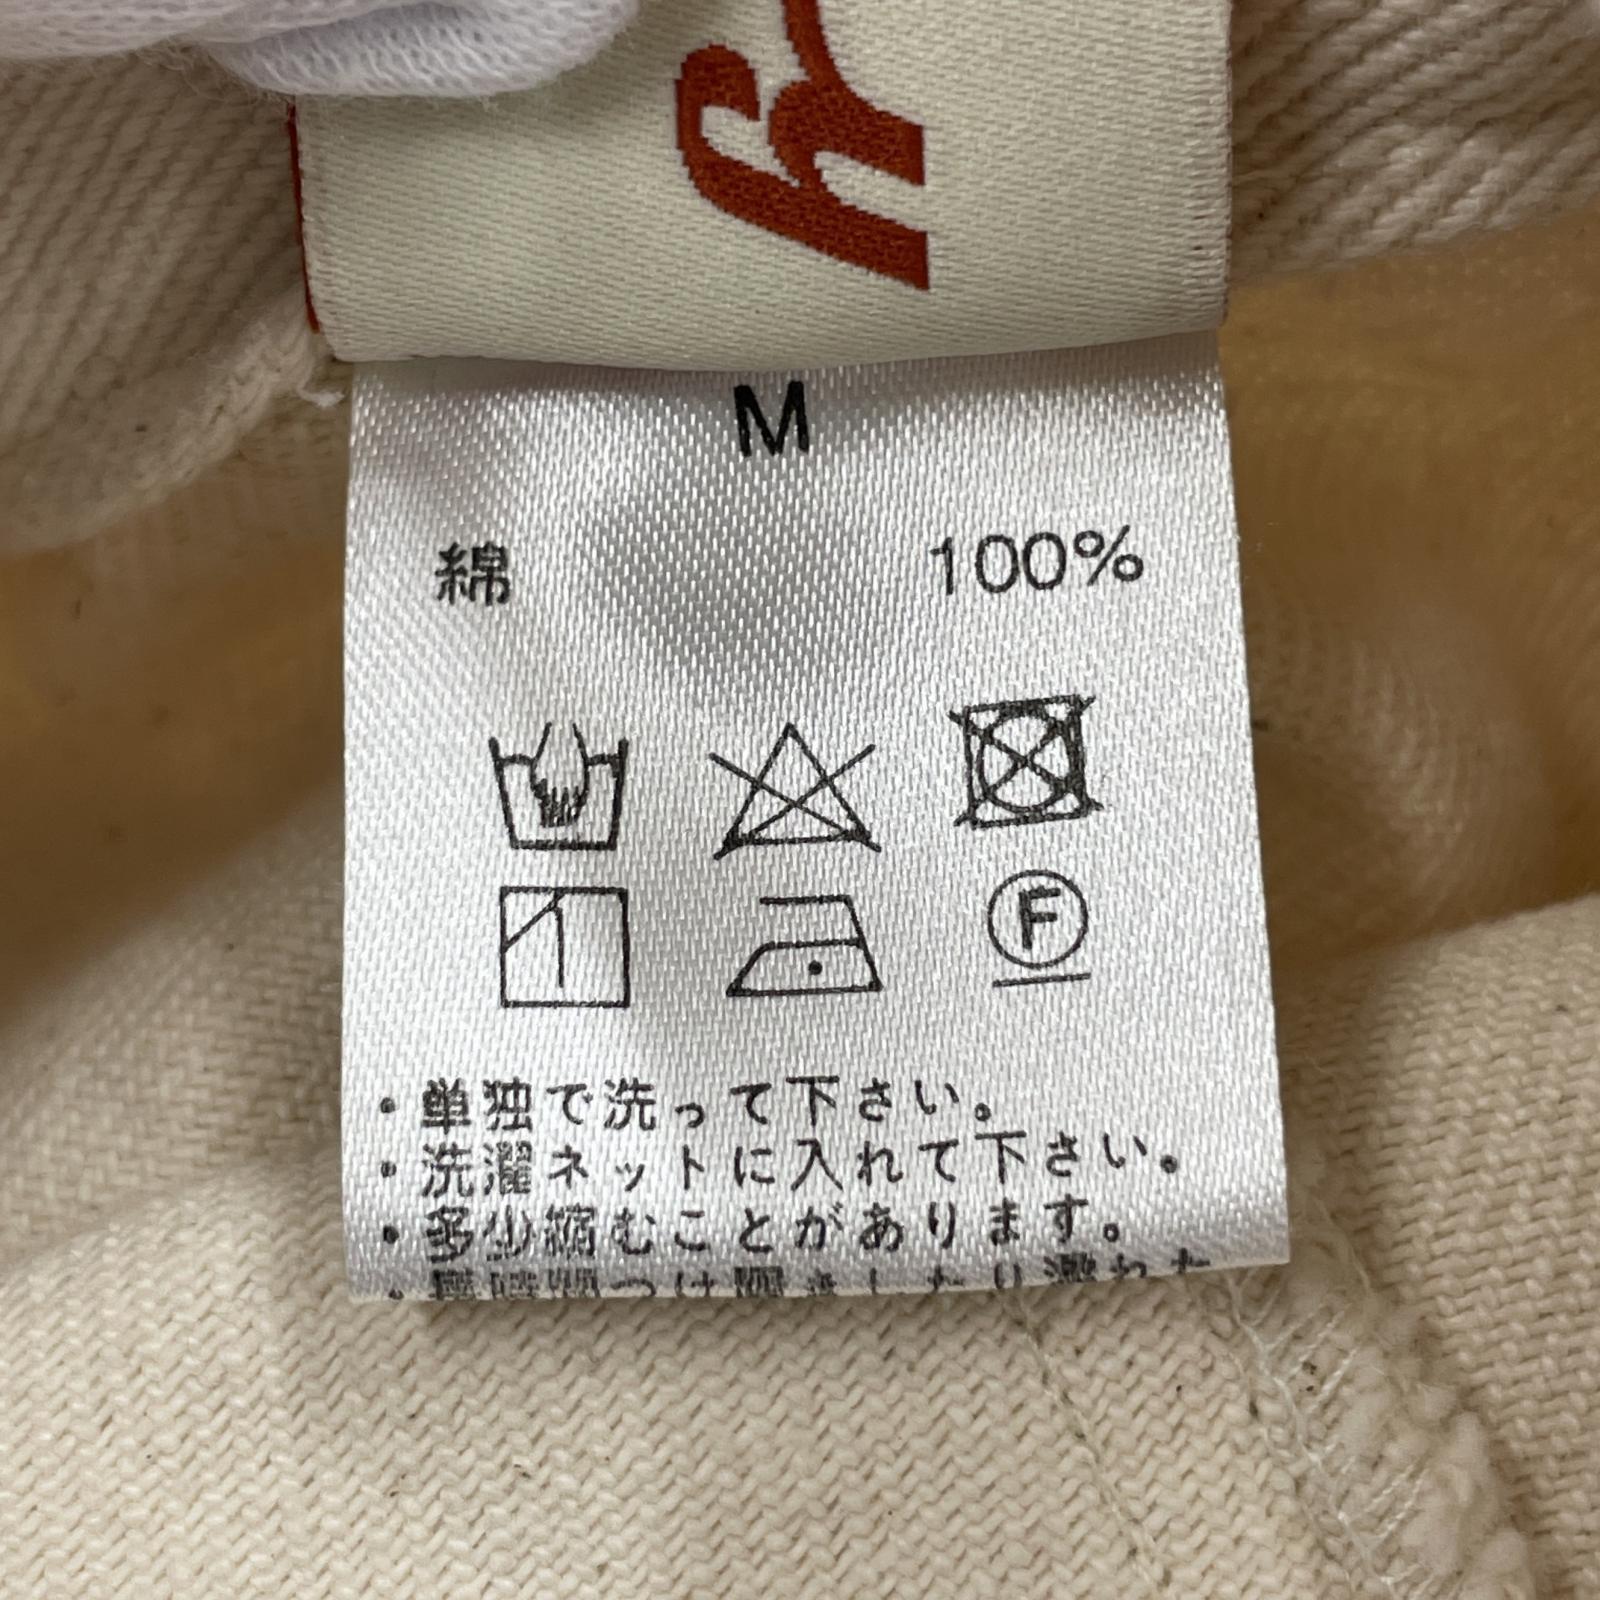 M
綿 100%
F
・単独で洗って下さい。
・洗濯ネットに入れて下さい。
・多少縮むことがあります。